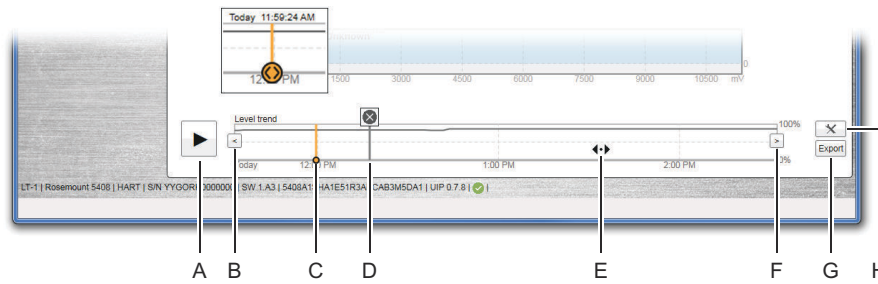 Today 11:59:24 AM
12: PM
1500 3000 4500 6000 7500 9000 10500 mV
0
Level trend
100%
< >
Export
Today 12: PM 1:00 PM 2:00 PM 0%
LT-1 | Rosemount 5408 | HART | S/N | SW 1.A3 | | UIP 0.7.8 |
A B C D E F G H